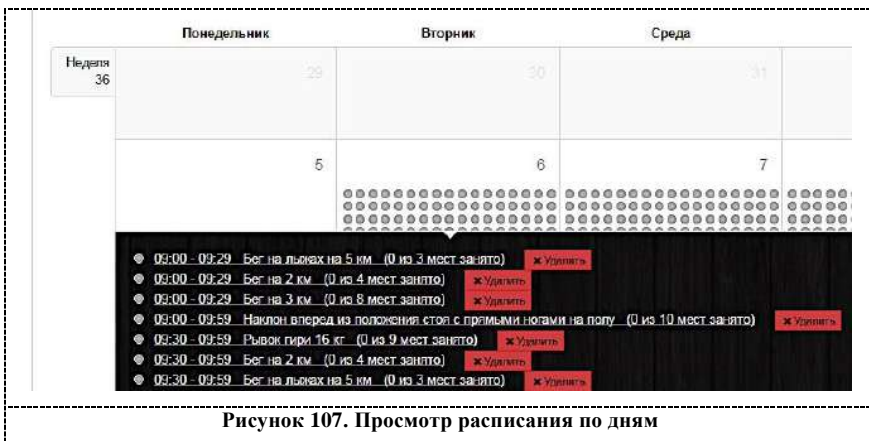 Понедельник Вторник Среда
Неделя
36
29 30 31
5 6 7
09:00 - 09:29 Бег на лыжах на 5 км (0 из 3 мест занято) × Удалить
09:00 - 09:29 Бег на 2 км (0 из 4 мест занято) × Удалить
09:00 - 09:29 Бег на 3 км (0 из 8 мест занято) × Удалить
09:00 - 09:59 Наклон вперед из положения стоя с прямыми ногами на полу (0 из 10 мест занято) × Удалить
09:30 - 09:59 Рывок гири 16 кг (0 из 9 мест занято) × Удалить
09:30 - 09:59 Бег на 2 км (0 из 4 мест занято) × Удалить
09:30 - 09:59 Бег на лыжах на 5 км (0 из 3 мест занято) × Удалить
Рисунок 107. Просмотр расписания по дням